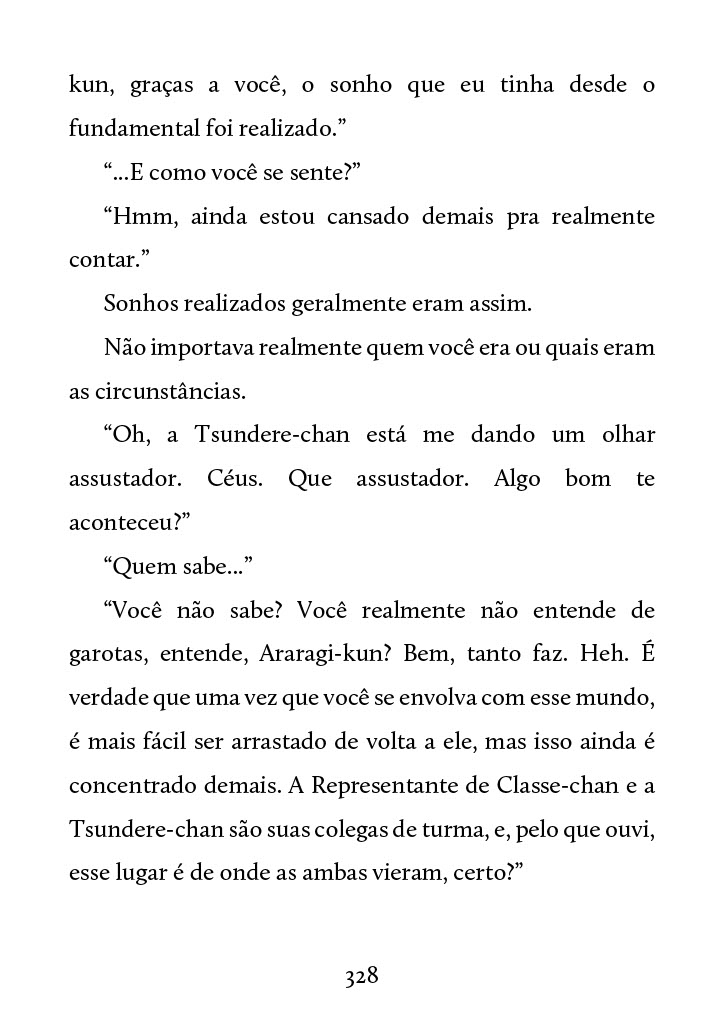 kun, graças a você, o sonho que eu tinha desde o
fundamental foi realizado.”
“...E como você se sente?”
“Hmm, ainda estou cansado demais pra realmente
contar.”
Sonhos realizados geralmente eram assim.
Não importava realmente quem você era ou quais eram
as circunstâncias.
“Oh, a Tsundere-chan está me dando um olhar
assustador. Céus. Que assustador. Algo bom te
aconteceu?”
“Quem sabe...”
“Você não sabe? Você realmente não entende de
garotas, entende, Araragi-kun? Bem, tanto faz. Heh. É
verdade que uma vez que você se envolva com esse mundo,
é mais fácil ser arrastado de volta a ele, mas isso ainda é
concentrado demais. A Representante de Classe-chan e a
Tsundere-chan são suas colegas de turma, e, pelo que ouvi,
esse lugar é de onde as ambas vieram, certo?”
328